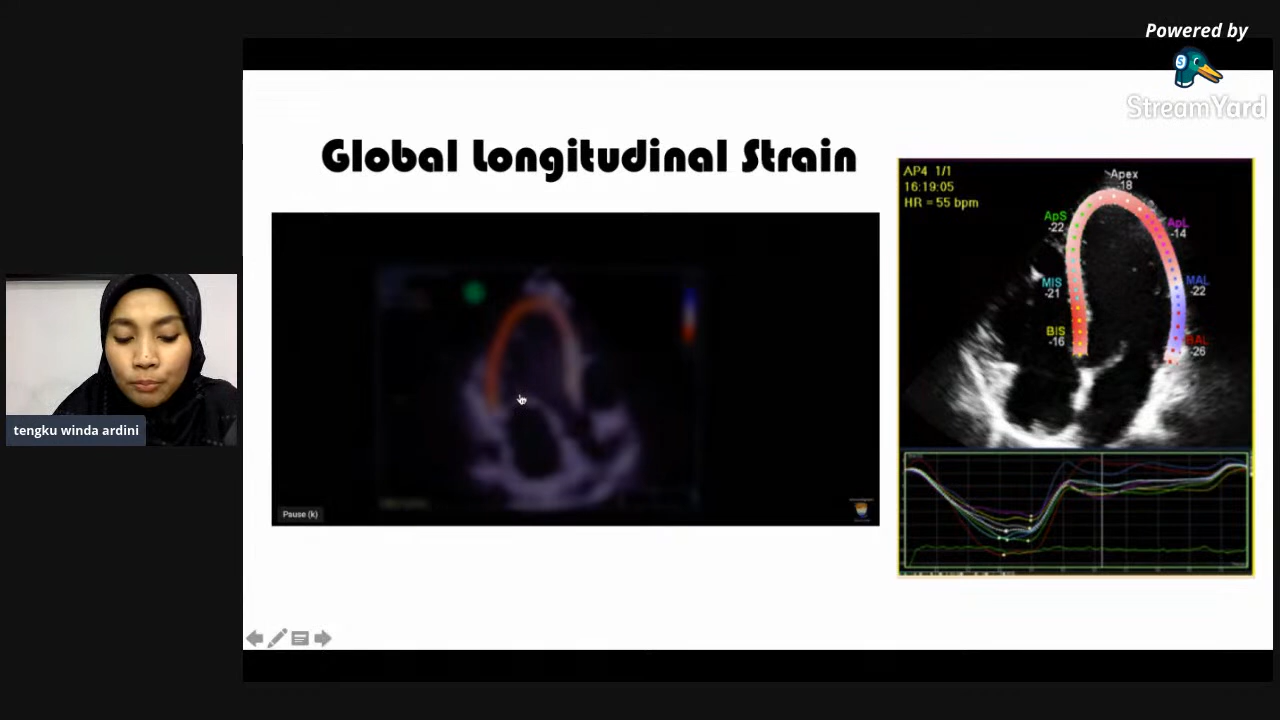 Powered by
StreamYard
Global Longitudinal Strain
AP4 1/1
16:19:05
HR = 55 bpm
Apex
-18
ApS
-22
ApL
-14
MIS
-21
MAL
-22
BIS
-16
BAL
-26
Pause (k)
tengku winda ardini